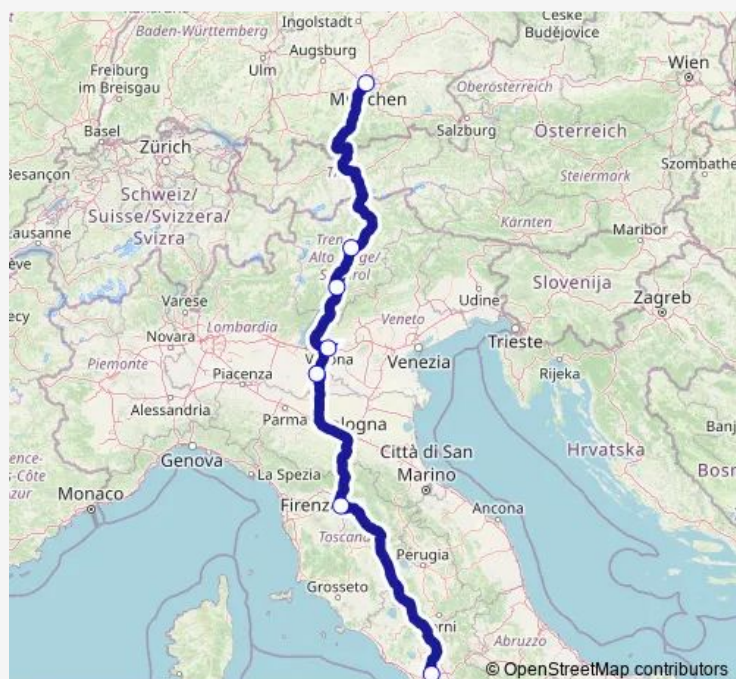 Ingolstadt
České
Budějovice
Baden-Württemberg
Augsburg
Ulm
Wien
Freiburg
im Breisgau
Oberösterreich
Basel
Salzburg
Österreich
Zürich
Szombathe
Besançon
Schweiz/
Suisse/Svizzera/
Svizra
Steiermark
Lausanne
Kärnten
Maribor
Slovenija
Varese
Udine
Zagreb
Lombardia
Veneto
Novara
Venezia
Trieste
Piemonte
Piacenza
Rijeka
Alessandria
Parma
Genova
Città di San
Marino
Hrvatska
La Spezia
Monaco
Ancona
Toscana
Perugia
Grosseto
Abruzzo
© OpenStreetMap contributors